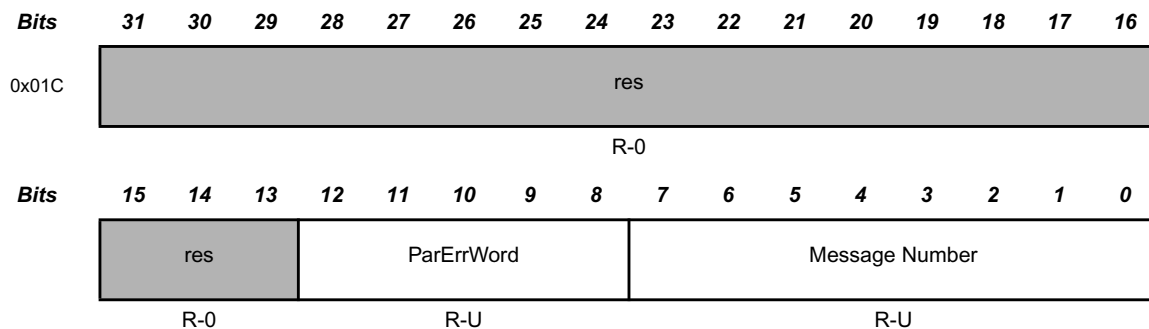 Bits 31 30 29 28 27 26 25 24 23 22 21 20 19 18 17 16
0x01C res
R-0
Bits 15 14 13 12 11 10 9 8 7 6 5 4 3 2 1 0
res ParErrWord Message Number
R-0 R-U R-U